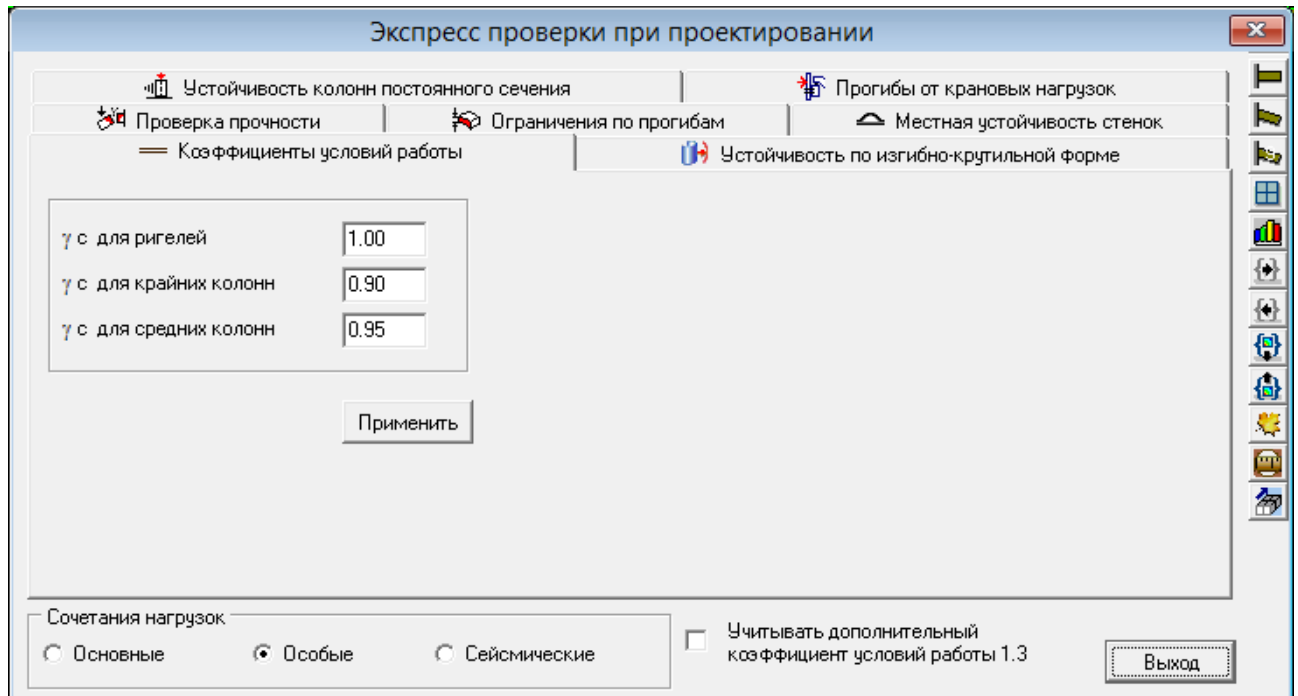 Экспресс проверки при проектировании
Устойчивость колонн постоянного сечения
Прогибы от крановых нагрузок
Проверка прочности
Ограничения по прогибам
Местная устойчивость стенок
Коэффициенты условий работы
Устойчивость по изгибно-крутильной форме
γ с для ригелей 1.00
γ с для крайних колонн 0.90
γ с для средних колонн 0.95
Применить
Сочетания нагрузок
Основные Особые Сейсмические
Учитывать дополнительный
коэффициент условий работы 1.3
Выход